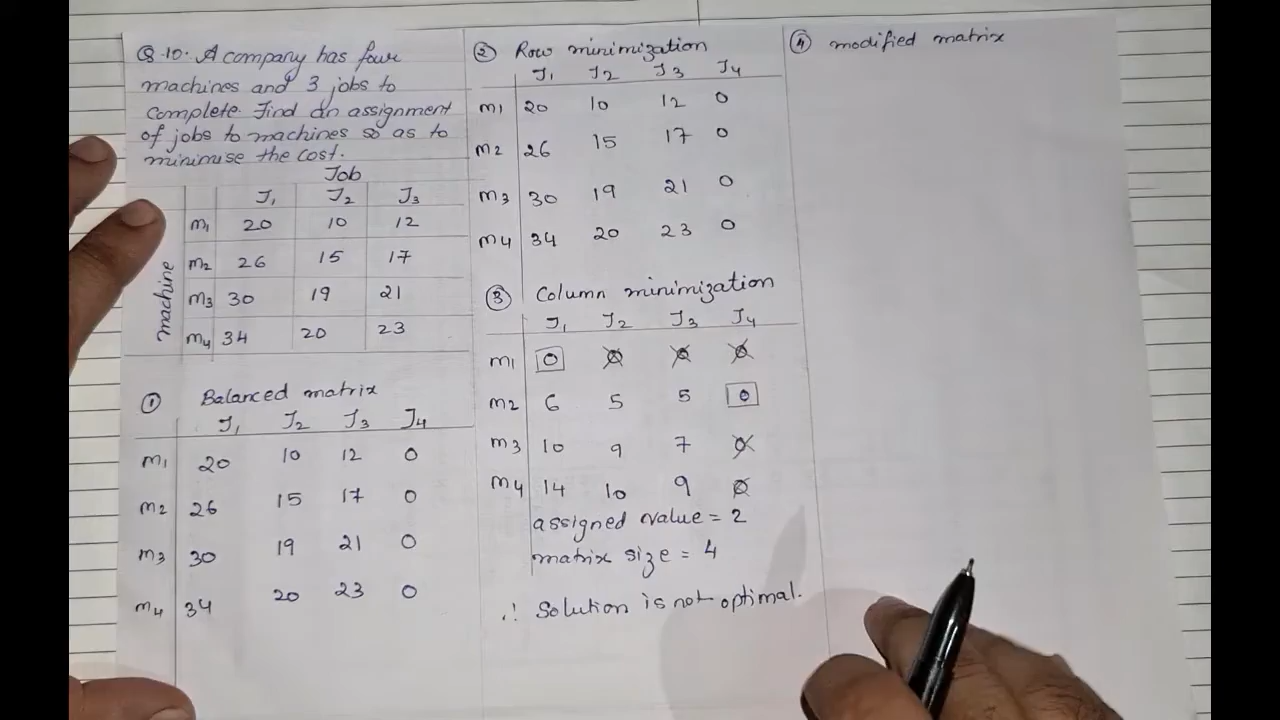 Q.10. A company has four
machines and 3 jobs to
complete. Find an assignment
of jobs to machines so as to
minimise the cost.
Job
J1 J2 J3
machine
m1 20 10 12
m2 26 15 17
m3 30 19 21
m4 34 20 23
① Balanced matrix
J1 J2 J3 J4
m1 20 10 12 0
m2 26 15 17 0
m3 30 19 21 0
m4 34 20 23 0
② Row minimization
J1 J2 J3 J4
m1 20 10 12 0
m2 26 15 17 0
m3 30 19 21 0
m4 34 20 23 0
③ Column minimization
J1 J2 J3 J4
m1 0 0 0 0
m2 6 5 5 0
m3 10 9 7 0
m4 14 10 9 0
assigned value = 2
matrix size = 4
∴ Solution is not optimal.
④ modified matrix